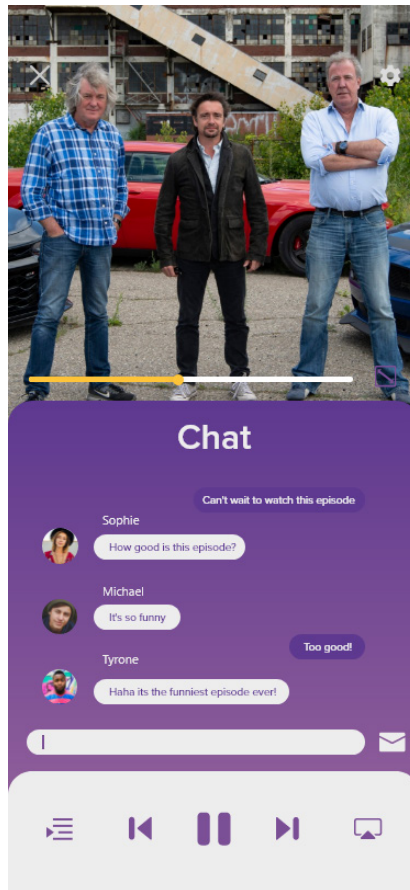 Chat
Can't wait to watch this episode
Sophie
How good is this episode?
Michael
It's so funny
Too good!
Tyrone
Haha its the funniest episode ever!